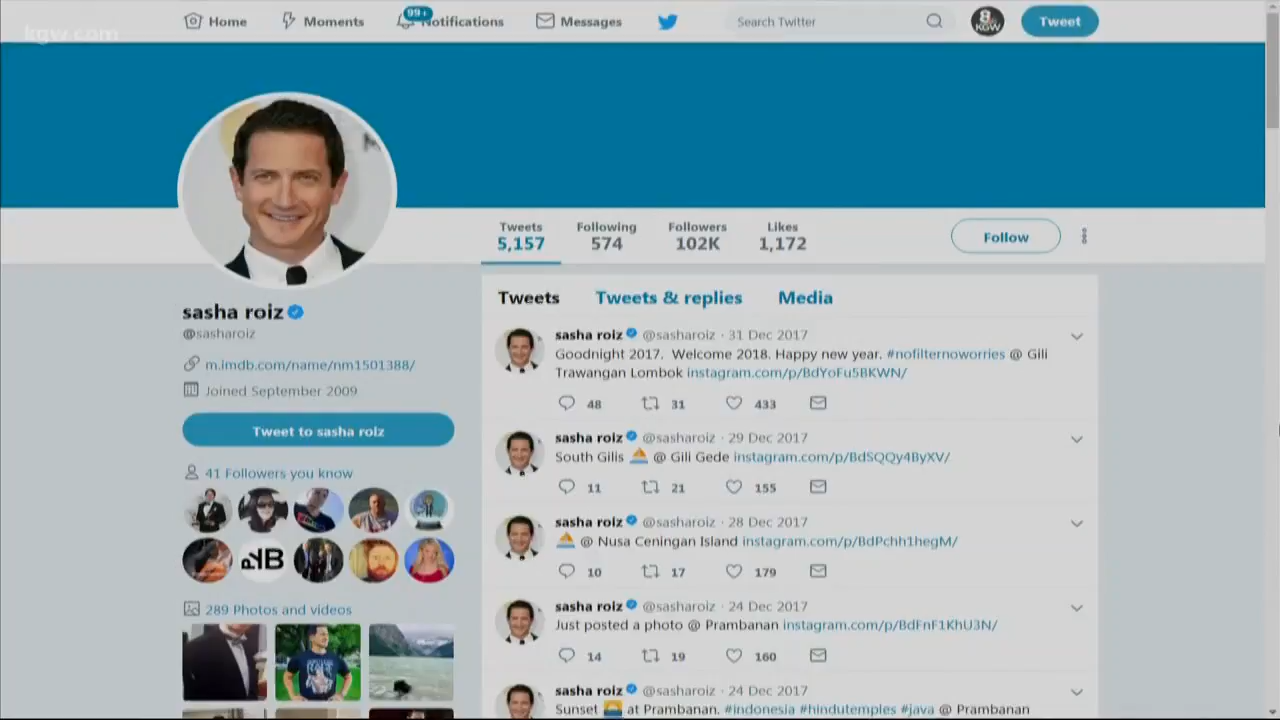 Home
Moments
99+
Notifications
Messages
Search Twitter
8
KGW
Tweet
kgw.com
Tweets
5,157
Following
574
Followers
102K
Likes
1,172
Follow
sasha roiz
@sasharoiz
m.imdb.com/name/nm1501388/
Joined September 2009
Tweet to sasha roiz
41 Followers you know
289 Photos and videos
Tweets Tweets & replies Media
sasha roiz @sasharoiz · 31 Dec 2017
Goodnight 2017. Welcome 2018. Happy new year. #nofilternoworries @ Gili
Trawangan Lombok instagram.com/p/BdYoFu5BKWN/
48 31 433
sasha roiz @sasharoiz · 29 Dec 2017
South Gilis @ Gili Gede instagram.com/p/BdSQQy4ByXV/
11 21 155
sasha roiz @sasharoiz · 28 Dec 2017
@ Nusa Ceningan Island instagram.com/p/BdPchh1hegM/
10 17 179
sasha roiz @sasharoiz · 24 Dec 2017
Just posted a photo @ Prambanan instagram.com/p/BdFnF1KhU3N/
14 19 160
sasha roiz @sasharoiz · 24 Dec 2017
Sunset at Prambanan. #indonesia #hindutemples #java @ Prambanan